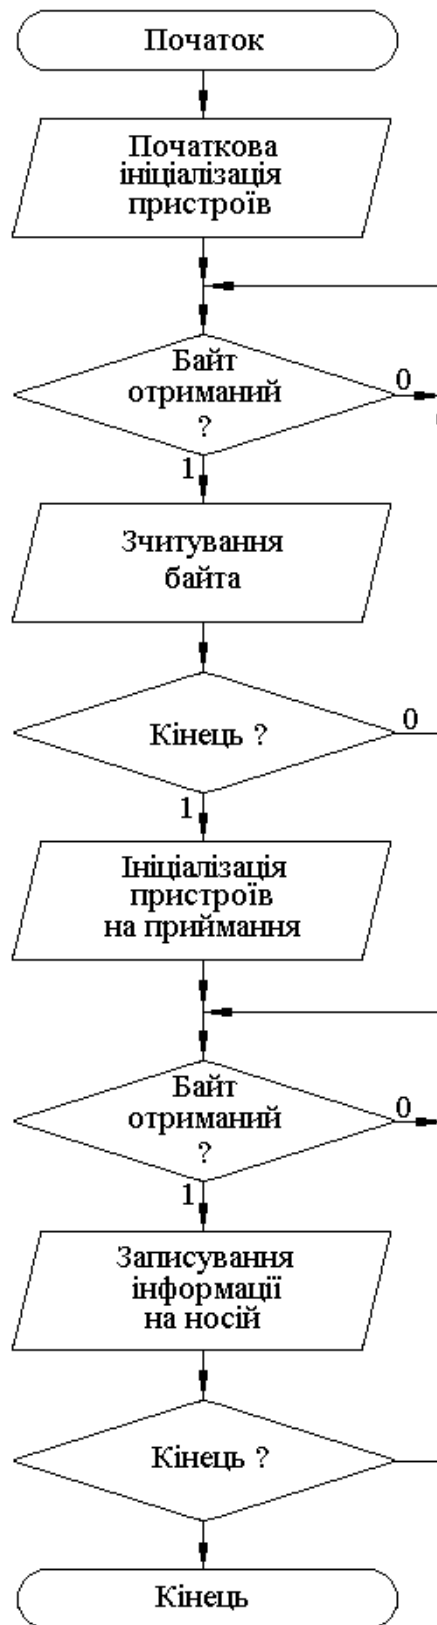 Початок
Початкова
ініціалізація
пристроїв
Байт
отриманий
?
0
1
Зчитування
байта
Кінець ?
0
1
Ініціалізація
пристроїв
на приймання
Байт
отриманий
?
0
1
Записування
інформації
на носій
Кінець ?
Кінець